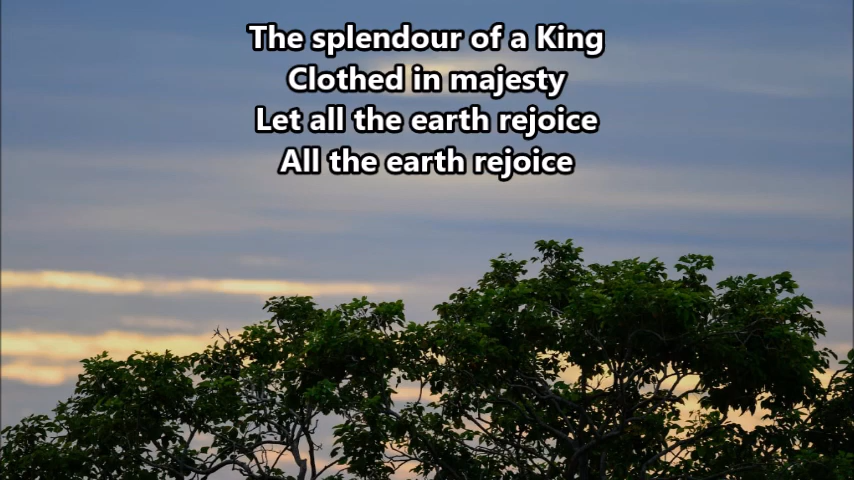 The splendour of a King
Clothed in majesty
Let all the earth rejoice
All the earth rejoice